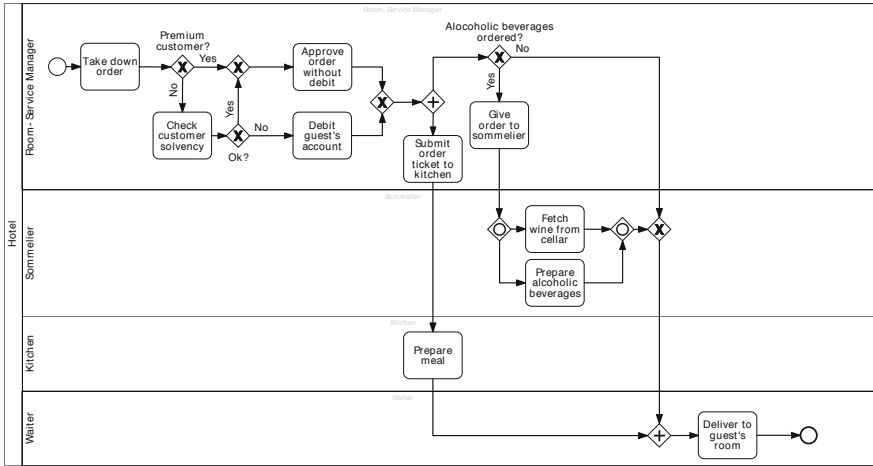 Room-Service Manager
Premium
customer?
Alocoholic beverages
ordered?
Yes
No
Take down
order
Approve
order
without
debit
No
Yes
Yes
Check
customer
solvency
No
Ok?
Debit
guest's
account
Give
order to
sommelier
Submit
order
ticket to
kitchen
Room-Service Manager
Hotel
Sommelier
Sommelier
Fetch
wine from
cellar
Prepare
alcoholic
beverages
Kitchen
Kitchen
Prepare
meal
Waiter
Waiter
Deliver to
guest's
room